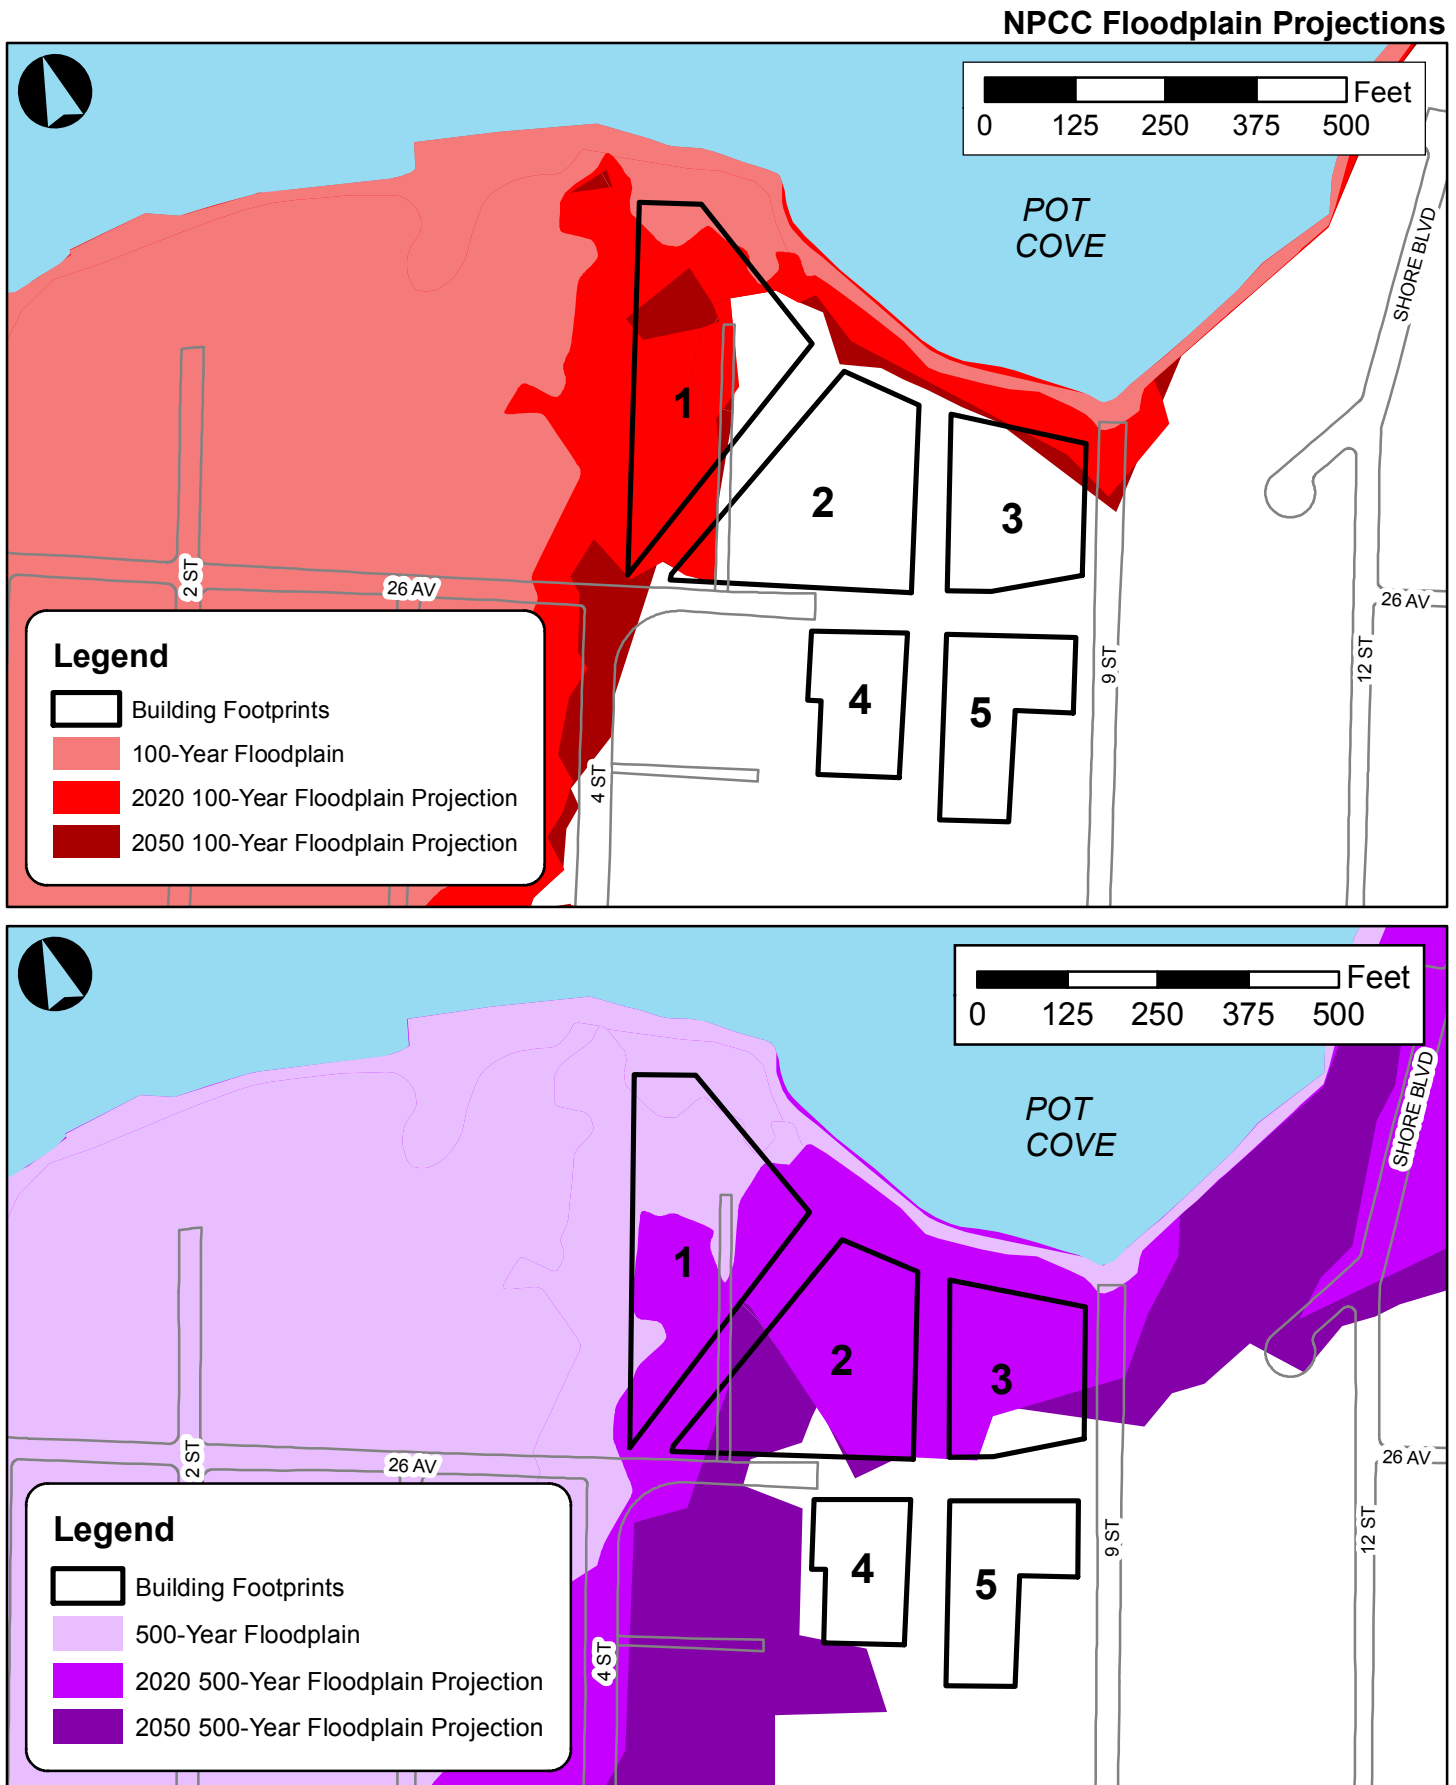 NPCC Floodplain Projections
Feet
0 125 250 375 500
POT
COVE
SHORE BLVD
1
2
3
2 ST
26 AV
26 AV
9 ST
12 ST
4
5
4 ST
Legend
Building Footprints
100-Year Floodplain
2020 100-Year Floodplain Projection
2050 100-Year Floodplain Projection
Feet
0 125 250 375 500
POT
COVE
SHORE BLVD
1
2
3
2 ST
26 AV
26 AV
9 ST
12 ST
4
5
4 ST
Legend
Building Footprints
500-Year Floodplain
2020 500-Year Floodplain Projection
2050 500-Year Floodplain Projection